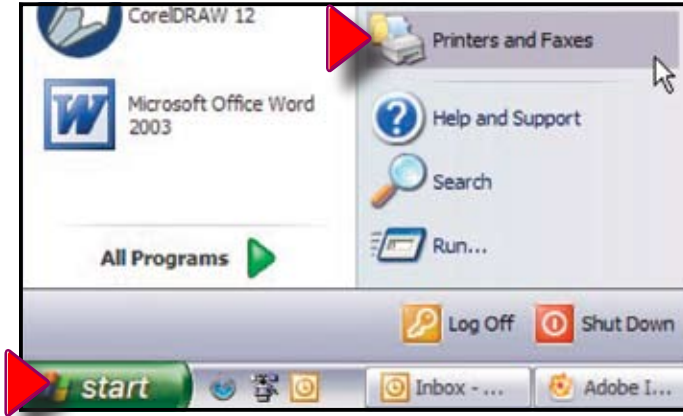 CorelDRAW 12
Microsoft Office Word
2003
All Programs
Printers and Faxes
Help and Support
Search
Run...
Log Off
Shut Down
start
Inbox - ...
Adobe I...